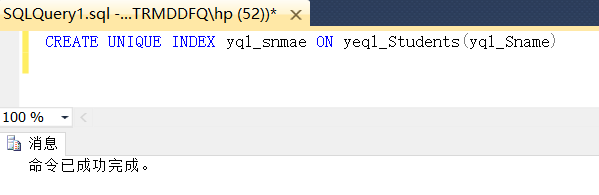 SQLQuery1.sql -...TRMDDFQ\hp (52))*
CREATE UNIQUE INDEX yql_snmae ON yeql_Students(yql_Sname)
100 %
消息
命令已成功完成。